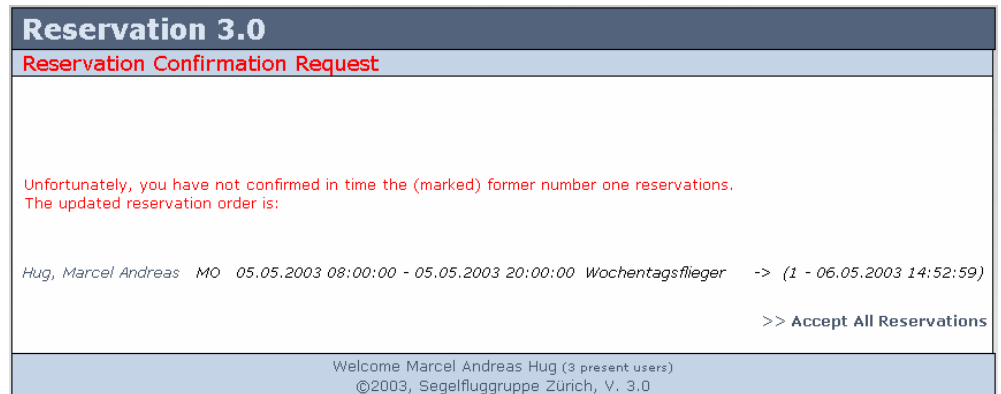 Reservation 3.0
Reservation Confirmation Request
Unfortunately, you have not confirmed in time the (marked) former number one reservations.
The updated reservation order is:
Hug, Marcel Andreas MO 05.05.2003 08:00:00 - 05.05.2003 20:00:00 Wochentagsflieger -> (1 - 06.05.2003 14:52:59)
>> Accept All Reservations
Welcome Marcel Andreas Hug (3 present users)
©2003, Segelfluggruppe Zürich, V. 3.0